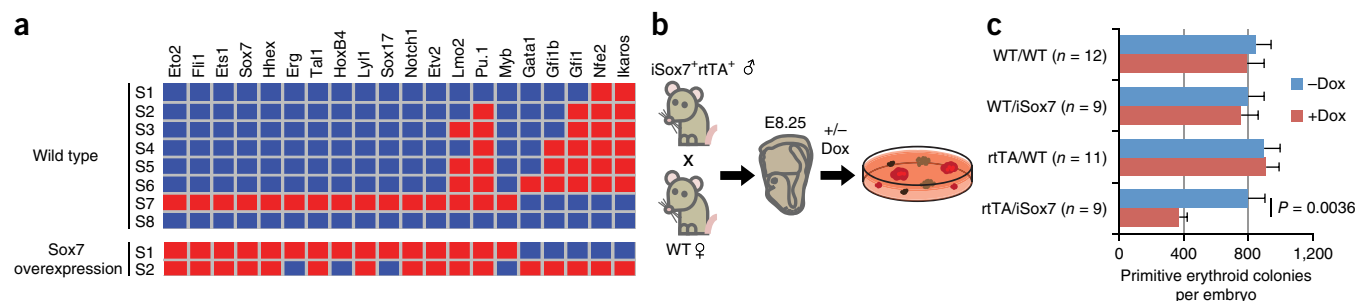 a
Eto2
Fli1
Ets1
Sox7
Hhex
Erg
Tal1
HoxB4
Lyl1
Sox17
Notch1
Etv2
Lmo2
Pu.1
Myb
Gata1
Gfi1b
Gfi1
Nfe2
Ikaros
Wild type
S1
S2
S3
S4
S5
S6
S7
S8
Sox7
overexpression
S1
S2
b
iSox7⁺rtTA⁺ ♂
x
WT ♀
E8.25
+/–
Dox
c
WT/WT (n = 12)
WT/iSox7 (n = 9)
rtTA/WT (n = 11)
rtTA/iSox7 (n = 9)
–Dox
+Dox
P = 0.0036
0 400 800 1,200
Primitive erythroid colonies
per embryo